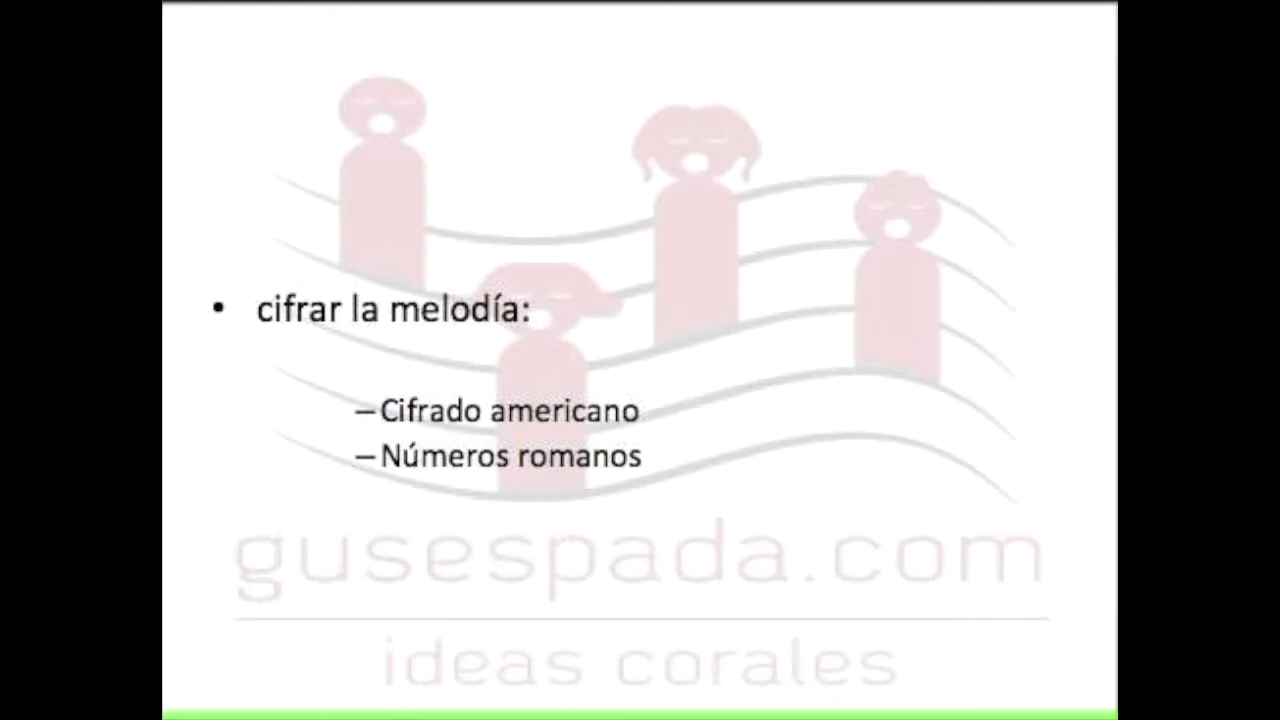 • cifrar la melodía:
–Cifrado americano
–Números romanos
gusespada.com
ideas corales